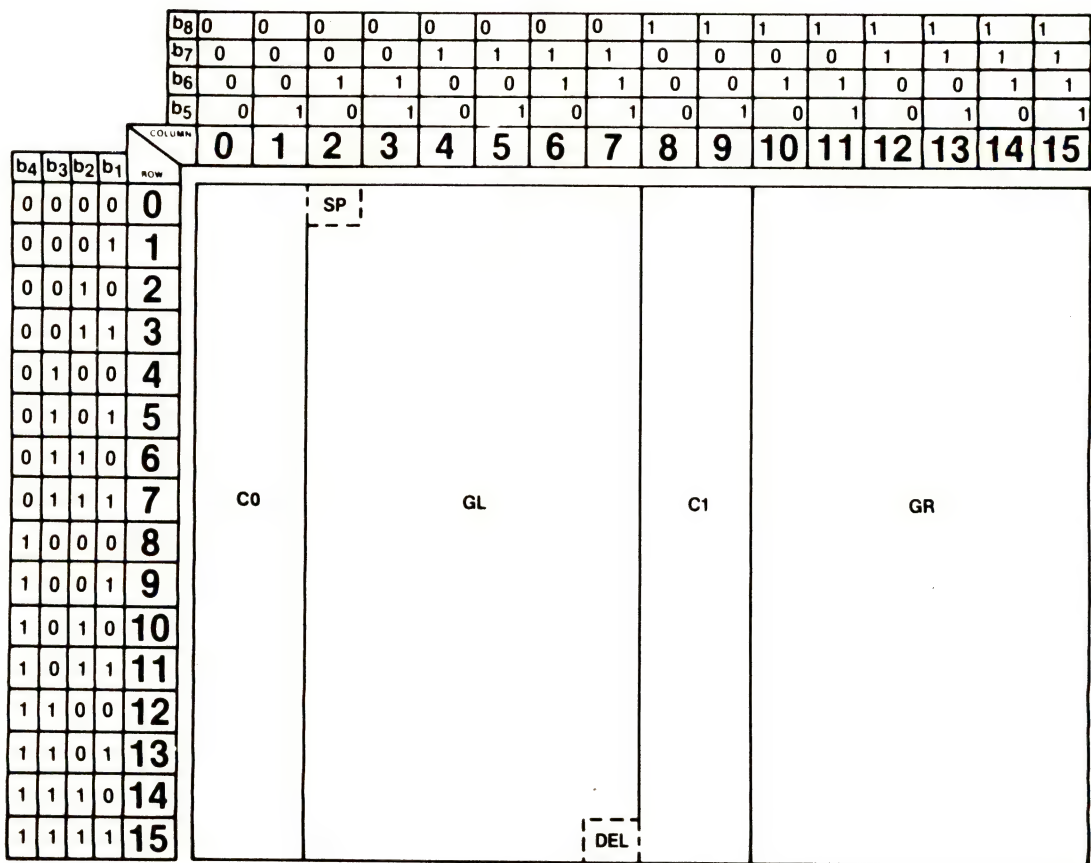 b8 0 0 0 0 0 0 0 0 1 1 1 1 1 1 1 1
b7 0 0 0 0 1 1 1 1 0 0 0 0 1 1 1 1
b6 0 0 1 1 0 0 1 1 0 0 1 1 0 0 1 1
b5 0 1 0 1 0 1 0 1 0 1 0 1 0 1 0 1
COLUMN 0 1 2 3 4 5 6 7 8 9 10 11 12 13 14 15
b4 b3 b2 b1 ROW
0 0 0 0 0 SP
0 0 0 1 1
0 0 1 0 2
0 0 1 1 3
0 1 0 0 4
0 1 0 1 5
0 1 1 0 6
0 1 1 1 7 C0 GL C1 GR
1 0 0 0 8
1 0 0 1 9
1 0 1 0 10
1 0 1 1 11
1 1 0 0 12
1 1 0 1 13
1 1 1 0 14
1 1 1 1 15 DEL